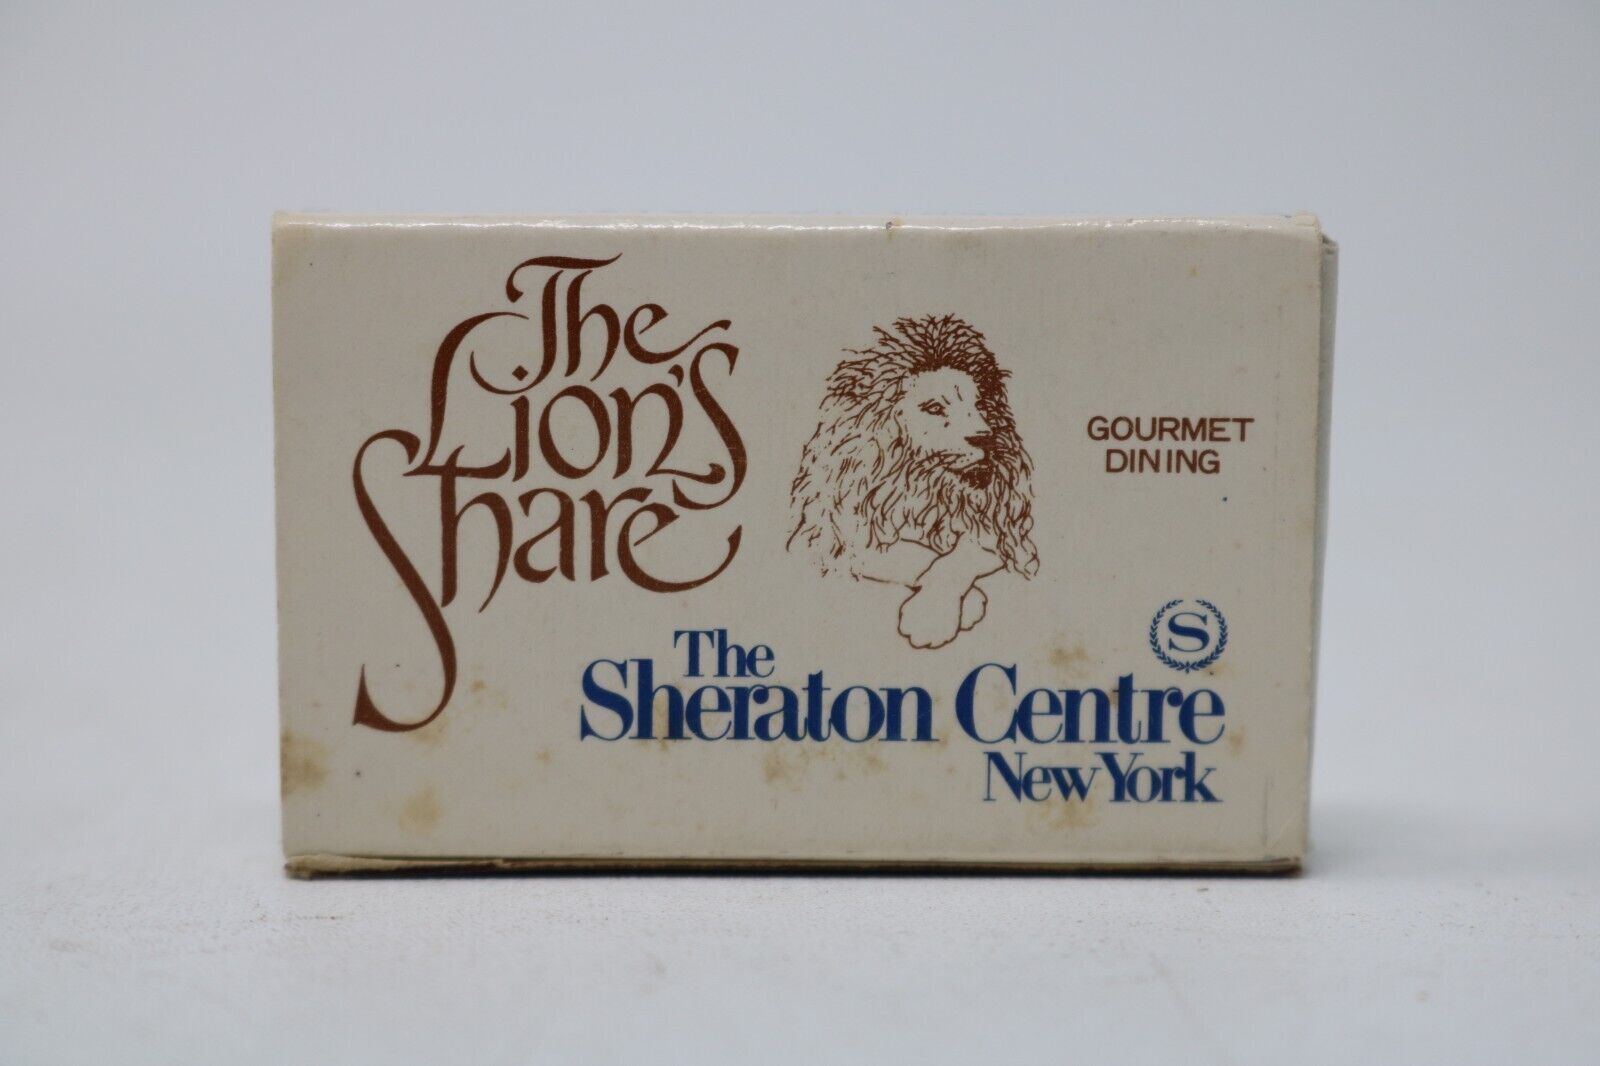 The
Lion's
Share
GOURMET
DINING
S
The
Sheraton Centre
New York